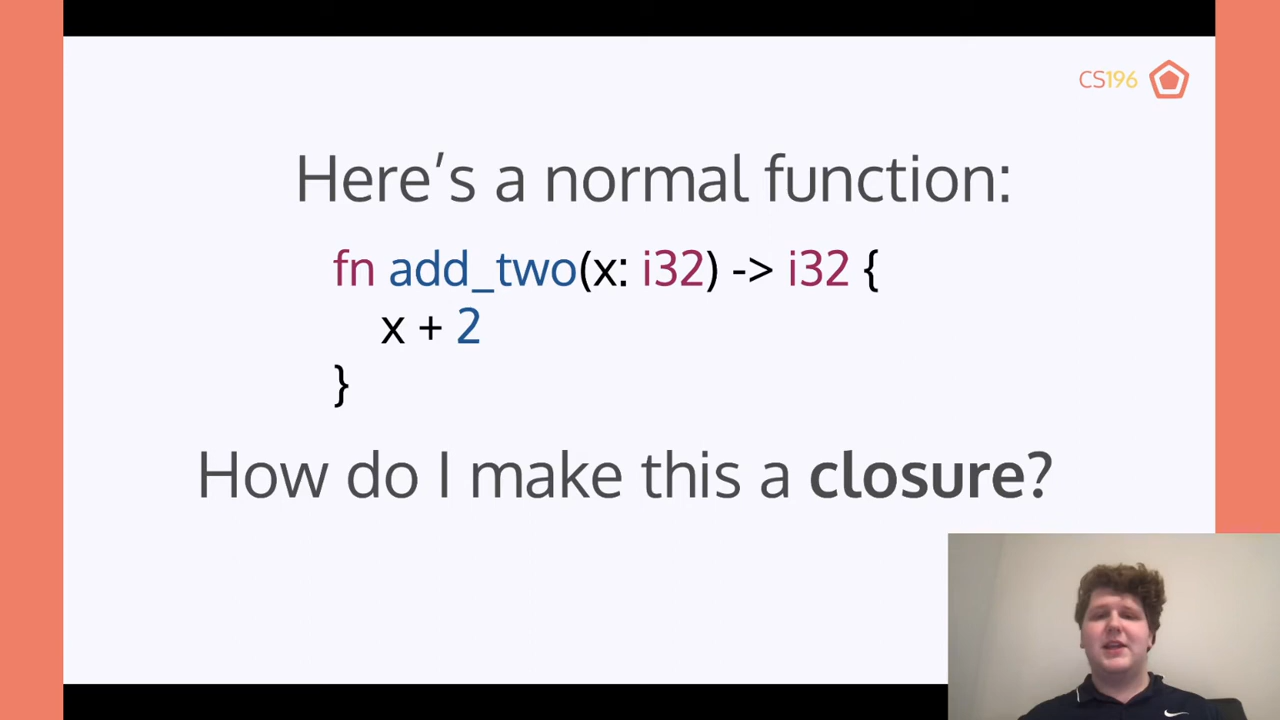 CS196
Here's a normal function:
fn add_two(x: i32) -> i32 {
x + 2
}
How do I make this a closure?